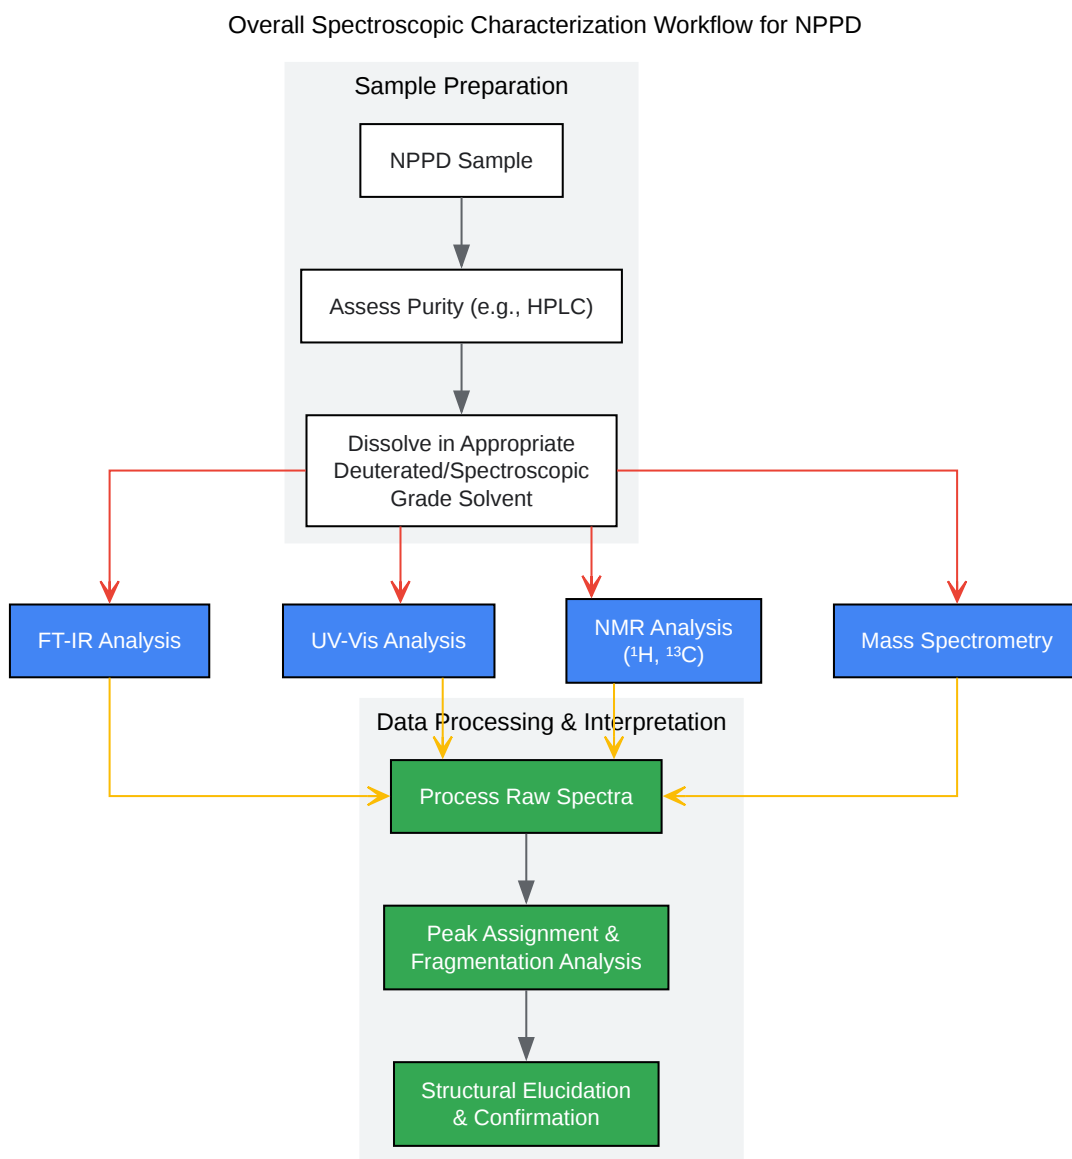 Overall Spectroscopic Characterization Workflow for NPPD
Sample Preparation
NPPD Sample
Assess Purity (e.g., HPLC)
Dissolve in Appropriate
Deuterated/Spectroscopic
Grade Solvent
FT-IR Analysis
UV-Vis Analysis
NMR Analysis
(¹H, ¹³C)
Mass Spectrometry
Data Processing & Interpretation
Process Raw Spectra
Peak Assignment &
Fragmentation Analysis
Structural Elucidation
& Confirmation